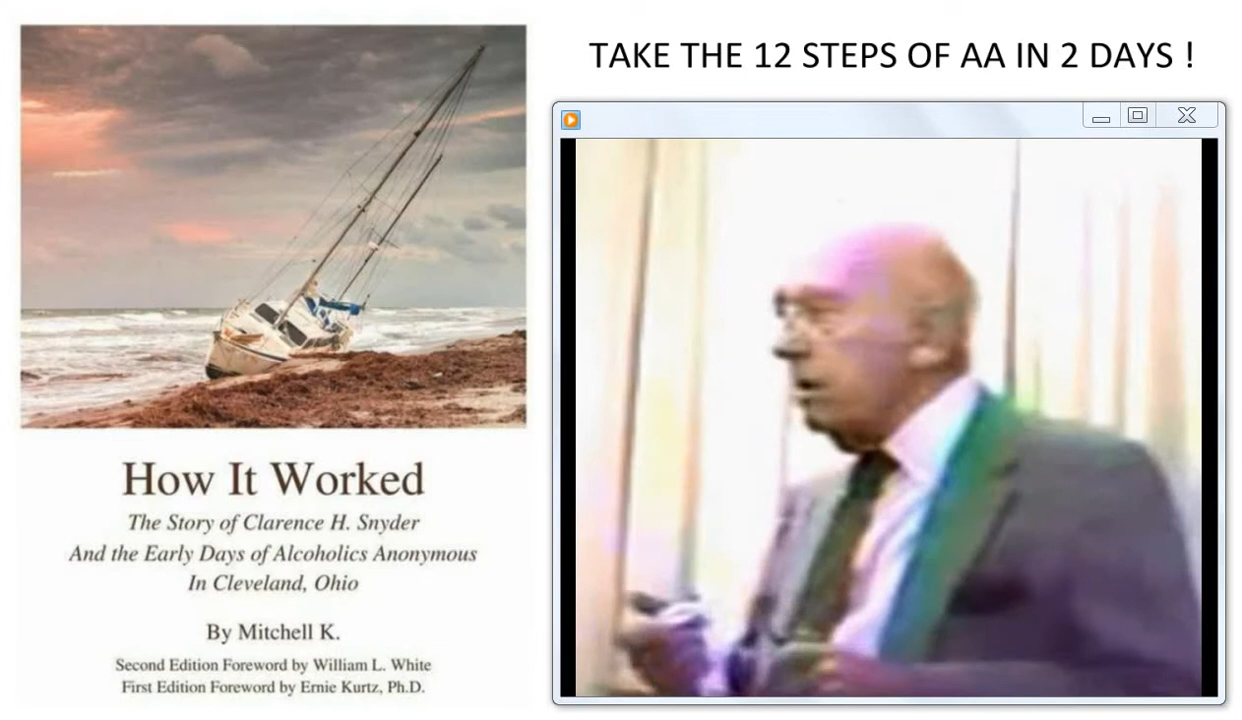 TAKE THE 12 STEPS OF AA IN 2 DAYS !
How It Worked
The Story of Clarence H. Snyder
And the Early Days of Alcoholics Anonymous
In Cleveland, Ohio
By Mitchell K.
Second Edition Foreword by William L. White
First Edition Foreword by Ernie Kurtz, Ph.D.